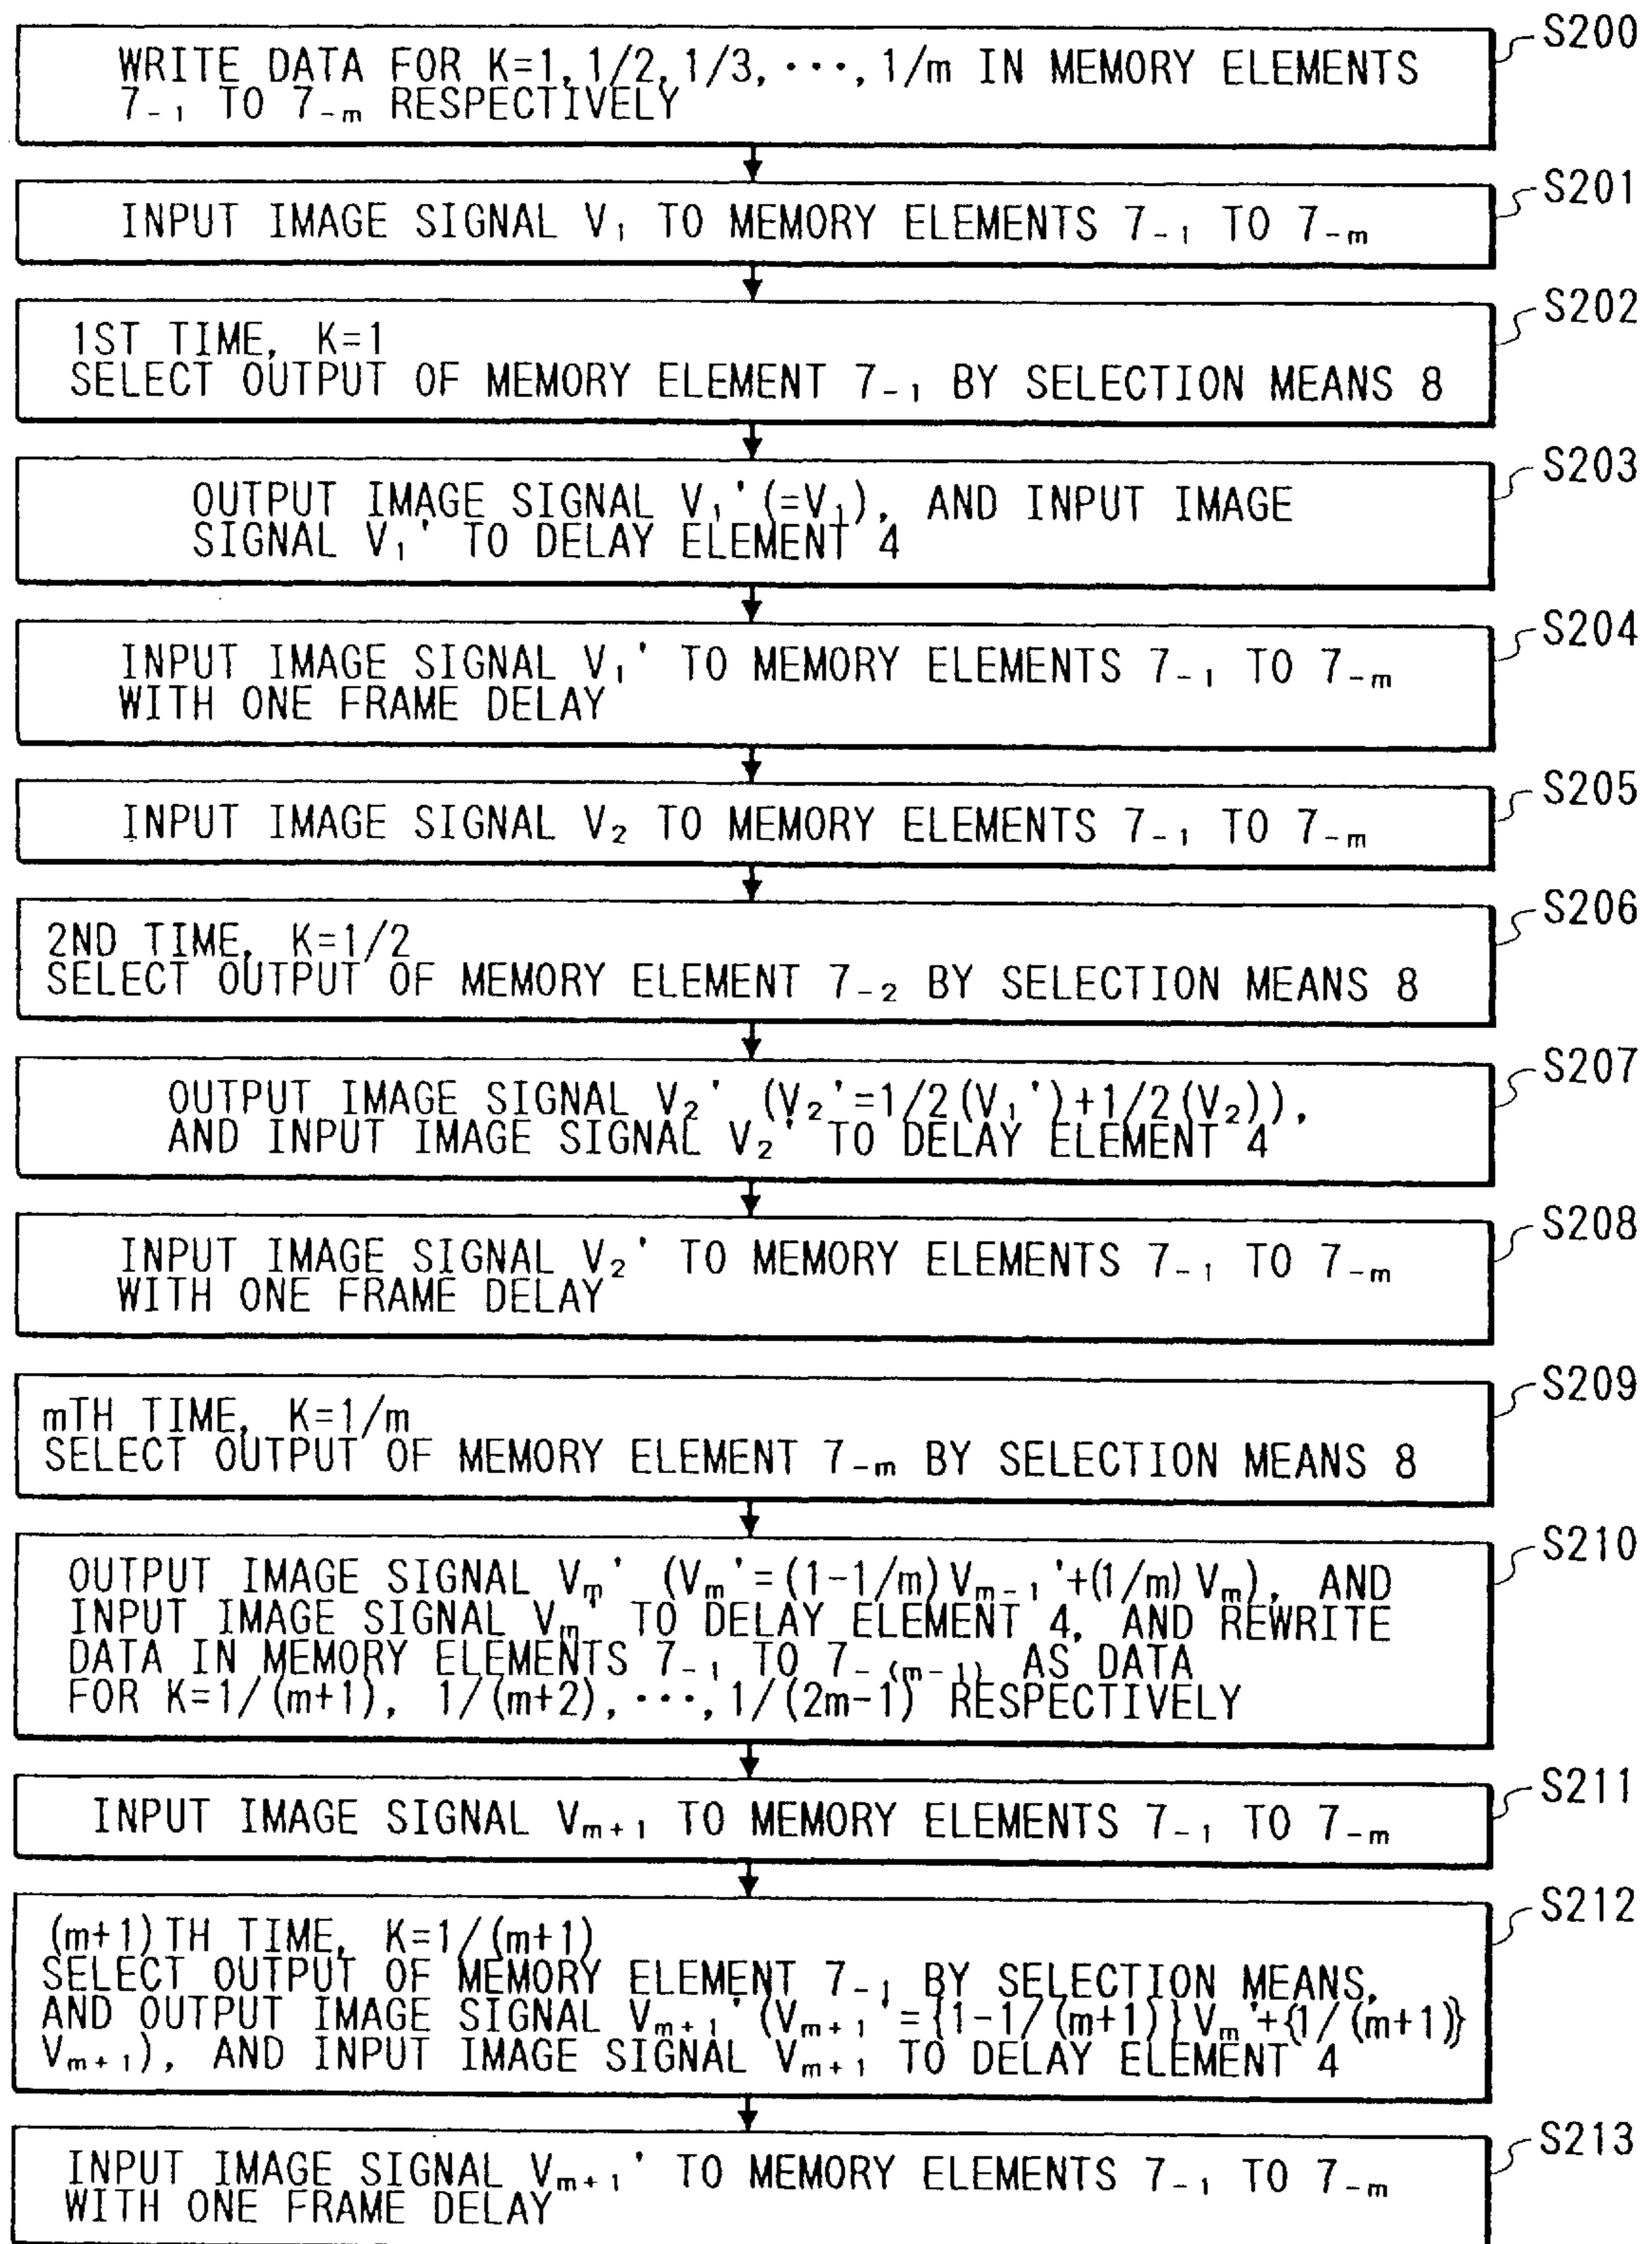 S200
WRITE DATA FOR K=1, 1/2, 1/3, ･･･, 1/m IN MEMORY ELEMENTS
7₋₁ TO 7₋ₘ RESPECTIVELY
S201
INPUT IMAGE SIGNAL V₁ TO MEMORY ELEMENTS 7₋₁ TO 7₋ₘ
S202
1ST TIME, K=1
SELECT OUTPUT OF MEMORY ELEMENT 7₋₁ BY SELECTION MEANS 8
S203
OUTPUT IMAGE SIGNAL V₁' (=V₁), AND INPUT IMAGE
SIGNAL V₁' TO DELAY ELEMENT 4
S204
INPUT IMAGE SIGNAL V₁' TO MEMORY ELEMENTS 7₋₁ TO 7₋ₘ
WITH ONE FRAME DELAY
S205
INPUT IMAGE SIGNAL V₂ TO MEMORY ELEMENTS 7₋₁ TO 7₋ₘ
S206
2ND TIME, K=1/2
SELECT OUTPUT OF MEMORY ELEMENT 7₋₂ BY SELECTION MEANS 8
S207
OUTPUT IMAGE SIGNAL V₂' (V₂'=1/2(V₁')+1/2(V₂)),
AND INPUT IMAGE SIGNAL V₂' TO DELAY ELEMENT 4
S208
INPUT IMAGE SIGNAL V₂' TO MEMORY ELEMENTS 7₋₁ TO 7₋ₘ
WITH ONE FRAME DELAY
S209
mTH TIME, K=1/m
SELECT OUTPUT OF MEMORY ELEMENT 7₋ₘ BY SELECTION MEANS 8
S210
OUTPUT IMAGE SIGNAL Vₘ' (Vₘ'=(1-1/m)Vₘ₋₁'+(1/m)Vₘ), AND
INPUT IMAGE SIGNAL Vₘ' TO DELAY ELEMENT 4, AND REWRITE
DATA IN MEMORY ELEMENTS 7₋₁ TO 7₋₍ₘ₋₁₎ AS DATA
FOR K=1/(m+1), 1/(m+2), ･･･, 1/(2m-1) RESPECTIVELY
S211
INPUT IMAGE SIGNAL Vₘ₊₁ TO MEMORY ELEMENTS 7₋₁ TO 7₋ₘ
S212
(m+1)TH TIME, K=1/(m+1)
SELECT OUTPUT OF MEMORY ELEMENT 7₋₁ BY SELECTION MEANS,
AND OUTPUT IMAGE SIGNAL Vₘ₊₁' (Vₘ₊₁'={1-1/(m+1)}Vₘ'+{1/(m+1)}
Vₘ₊₁), AND INPUT IMAGE SIGNAL Vₘ₊₁ TO DELAY ELEMENT 4
S213
INPUT IMAGE SIGNAL Vₘ₊₁' TO MEMORY ELEMENTS 7₋₁ TO 7₋ₘ
WITH ONE FRAME DELAY